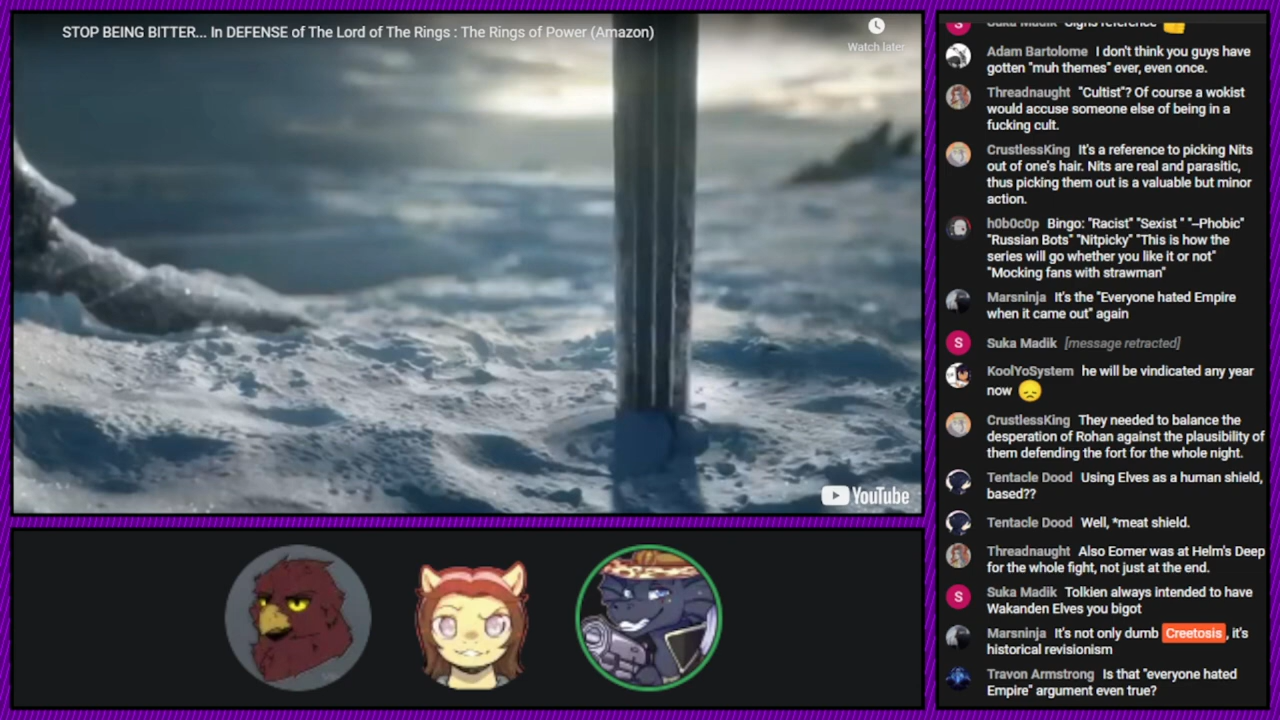 STOP BEING BITTER... In DEFENSE of The Lord of The Rings : The Rings of Power (Amazon)
Watch later
YouTube
Suka Madik Signs reference
Adam Bartolome I don't think you guys have
gotten "muh themes" ever, even once.
Threadnaught "Cultist"? Of course a wokist
would accuse someone else of being in a
fucking cult.
CrustlessKing It's a reference to picking Nits
out of one's hair. Nits are real and parasitic,
thus picking them out is a valuable but minor
action.
h0b0c0p Bingo: "Racist" "Sexist " "--Phobic"
"Russian Bots" "Nitpicky" "This is how the
series will go whether you like it or not"
"Mocking fans with strawman"
Marsninja It's the "Everyone hated Empire
when it came out" again
S Suka Madik [message retracted]
KoolYoSystem he will be vindicated any year
now
CrustlessKing They needed to balance the
desperation of Rohan against the plausibility of
them defending the fort for the whole night.
Tentacle Dood Using Elves as a human shield,
based??
Tentacle Dood Well, *meat shield.
Threadnaught Also Eomer was at Helm's Deep
for the whole fight, not just at the end.
S Suka Madik Tolkien always intended to have
Wakanden Elves you bigot
Marsninja It's not only dumb Creetosis, it's
historical revisionism
Travon Armstrong Is that "everyone hated
Empire" argument even true?